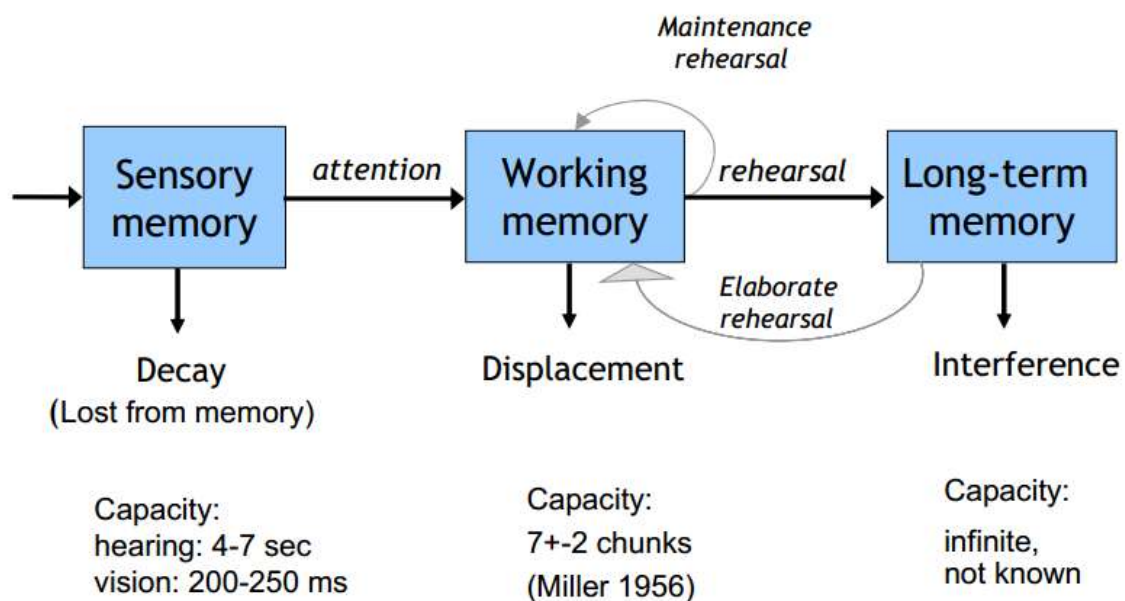 Maintenance
rehearsal
Sensory
memory
attention
Working
memory
rehearsal
Long-term
memory
Elaborate
rehearsal
Decay
(Lost from memory)
Displacement
Interference
Capacity:
hearing: 4-7 sec
vision: 200-250 ms
Capacity:
7+-2 chunks
(Miller 1956)
Capacity:
infinite,
not known